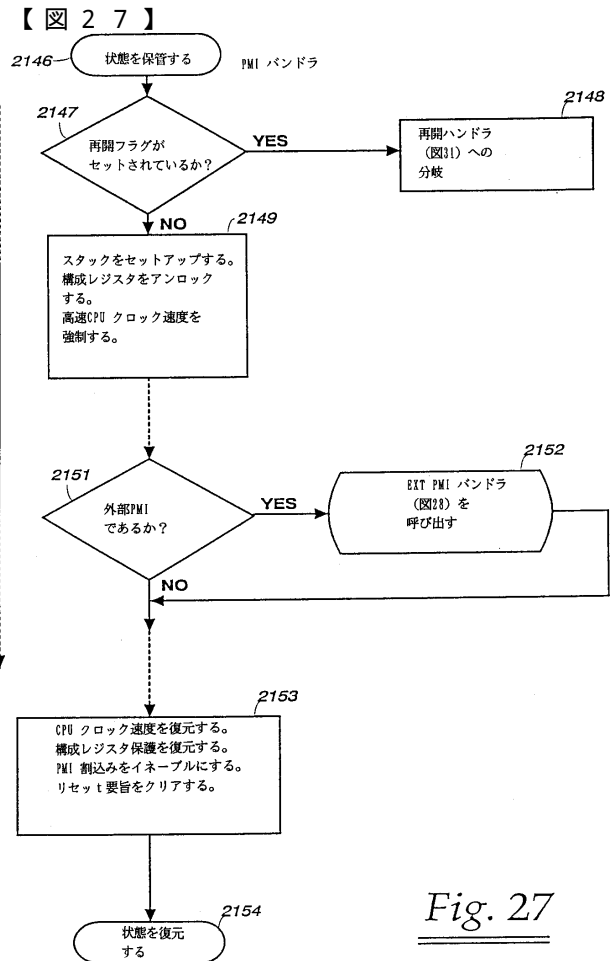 【図２７】
2146
状態を保管する
PMI バンドラ
2147
再開フラグが
セットされているか？
YES
2148
再開ハンドラ
（図31）への
分岐
NO
2149
スタックをセットアップする。
構成レジスタをアンロック
する。
高速CPU クロック速度を
強制する。
2151
外部PMI
であるか？
YES
2152
EXT PMI バンドラ
（図28）を
呼び出す
NO
2153
CPU クロック速度を復元する。
構成レジスタ保護を復元する。
PMI 割込みをイネーブルにする。
リセッt要旨をクリアする。
2154
状態を復元
する
Fig. 27